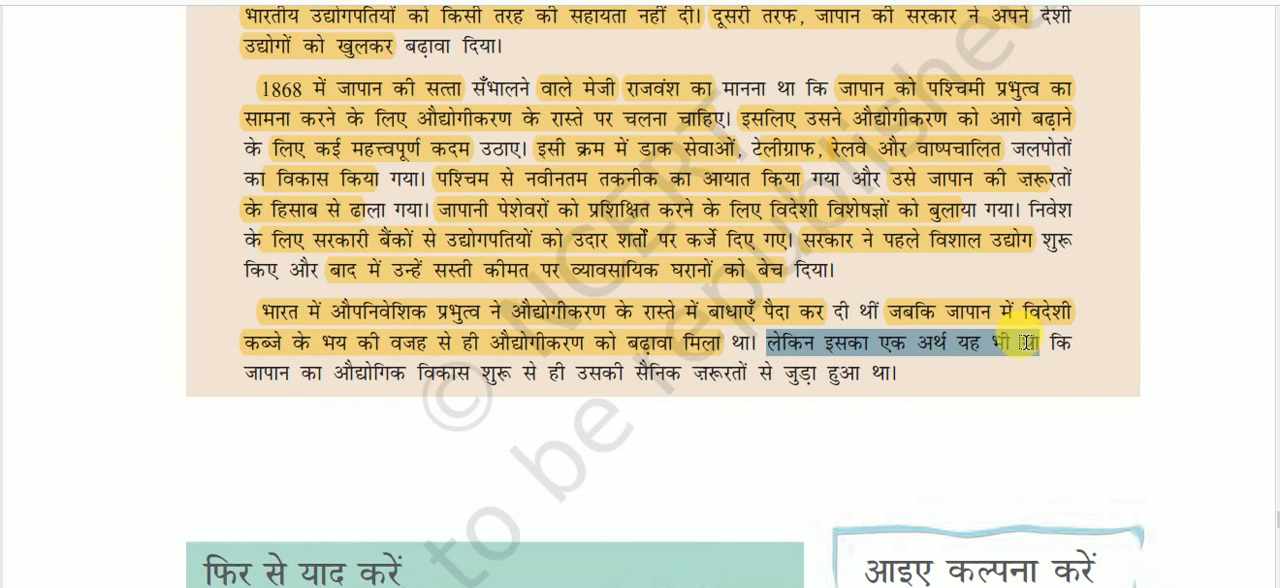 भारतीय उद्योगपतियों को किसी तरह की सहायता नहीं दी। दूसरी तरफ, जापान की सरकार ने अपने देशी
उद्योगों को खुलकर बढ़ावा दिया।
1868 में जापान की सत्ता सँभालने वाले मेजी राजवंश का मानना था कि जापान को पश्चिमी प्रभुत्व का
सामना करने के लिए औद्योगीकरण के रास्ते पर चलना चाहिए। इसलिए उसने औद्योगीकरण को आगे बढ़ाने
के लिए कई महत्त्वपूर्ण कदम उठाए। इसी क्रम में डाक सेवाओं, टेलीग्राफ, रेलवे और वाष्पचालित जलपोतों
का विकास किया गया। पश्चिम से नवीनतम तकनीक का आयात किया गया और उसे जापान की ज़रूरतों
के हिसाब से ढाला गया। जापानी पेशेवरों को प्रशिक्षित करने के लिए विदेशी विशेषज्ञों को बुलाया गया। निवेश
के लिए सरकारी बैंकों से उद्योगपतियों को उदार शर्तों पर कर्जे दिए गए। सरकार ने पहले विशाल उद्योग शुरू
किए और बाद में उन्हें सस्ती कीमत पर व्यावसायिक घरानों को बेच दिया।
भारत में औपनिवेशिक प्रभुत्व ने औद्योगीकरण के रास्ते में बाधाएँ पैदा कर दी थीं जबकि जापान में विदेशी
कब्जे के भय की वजह से ही औद्योगीकरण को बढ़ावा मिला था। लेकिन इसका एक अर्थ यह भी था कि
जापान का औद्योगिक विकास शुरू से ही उसकी सैनिक ज़रूरतों से जुड़ा हुआ था।
© NCERT
to be republished
फिर से याद करें
आइए कल्पना करें